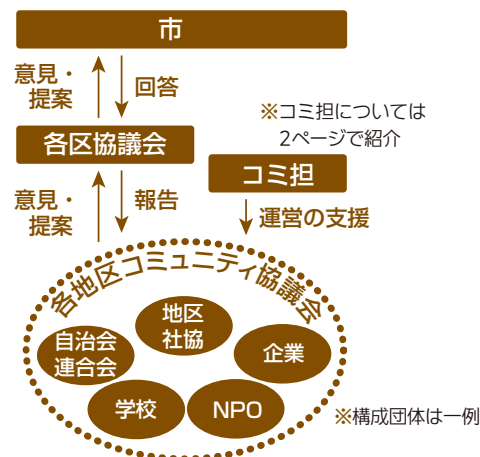 市
意見・
提案
回答
※コミ担については
2ページで紹介
各区協議会
コミ担
意見・
提案
報告
運営の支援
各地区コミュニティ協議会
地区
社協
自治会
連合会
企業
学校
NPO
※構成団体は一例